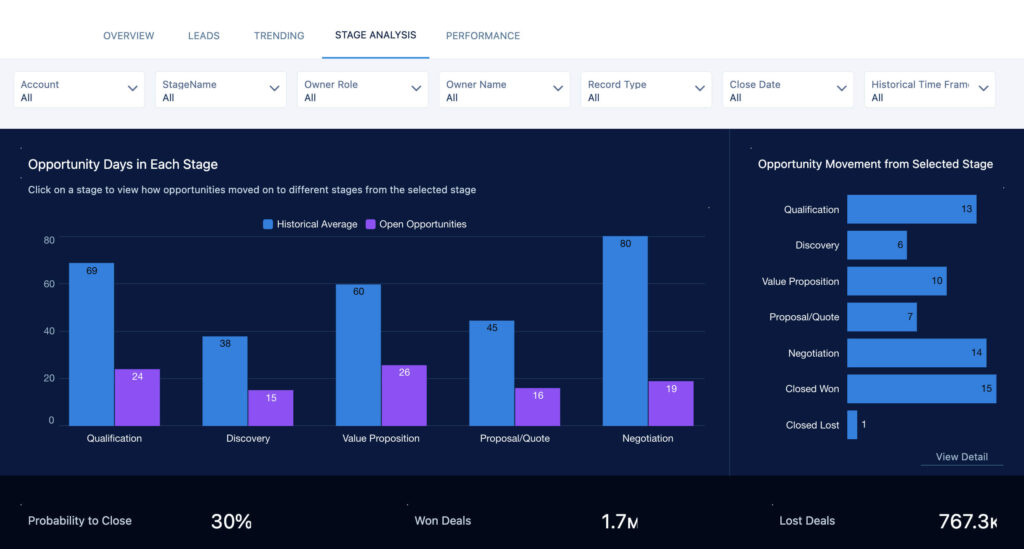 OVERVIEW LEADS TRENDING STAGE ANALYSIS PERFORMANCE
Account StageName Owner Role Owner Name Record Type Close Date Historical Time Fram
All All All All All All All
Opportunity Days in Each Stage
Click on a stage to view how opportunities moved on to different stages from the selected stage
Historical Average Open Opportunities
80
60
40
20
0
69 24 38 15 60 26 45 16 80 19
Qualification Discovery Value Proposition Proposal/Quote Negotiation
Opportunity Movement from Selected Stage
Qualification 13
Discovery 6
Value Proposition 10
Proposal/Quote 7
Negotiation 14
Closed Won 15
Closed Lost 1
View Detail
Probability to Close 30% Won Deals 1.7M Lost Deals 767.3K